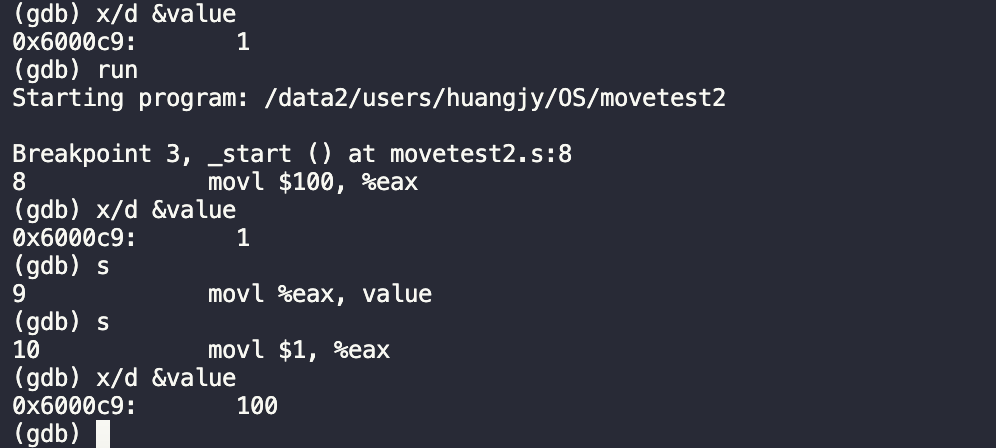 (gdb) x/d &value
0x6000c9:       1
(gdb) run
Starting program: /data2/users/huangjy/OS/movetest2
Breakpoint 3, _start () at movetest2.s:8
8             movl $100, %eax
(gdb) x/d &value
0x6000c9:       1
(gdb) s
9             movl %eax, value
(gdb) s
10            movl $1, %eax
(gdb) x/d &value
0x6000c9:       100
(gdb)